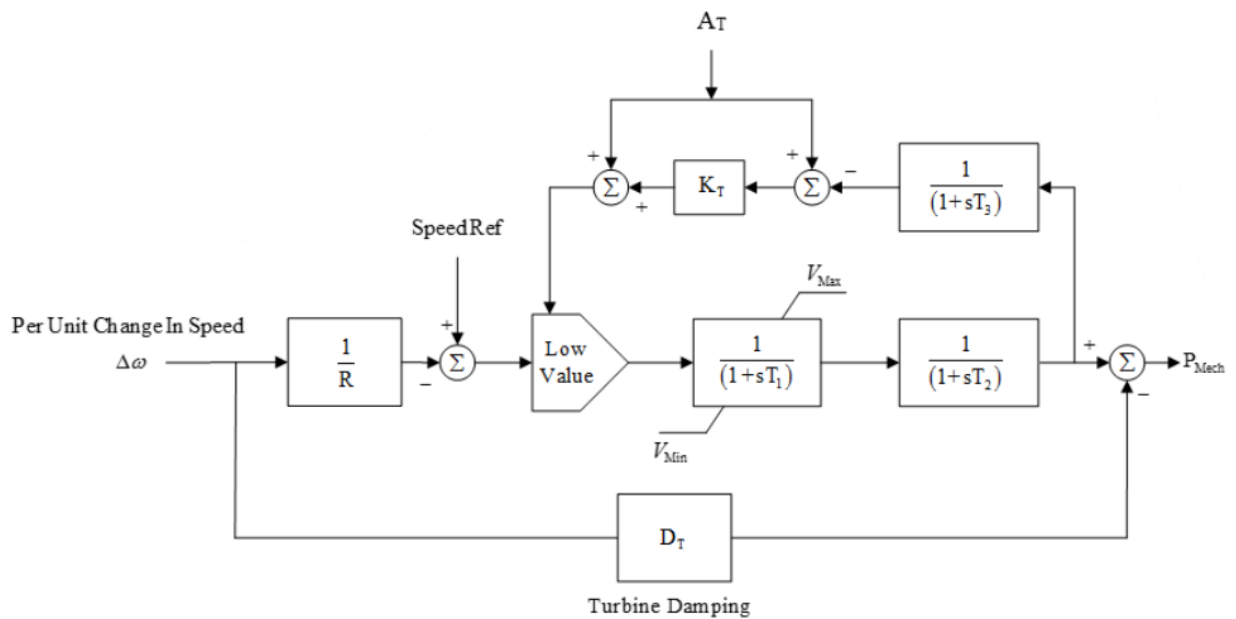 A_T
+ +
Σ + K_T Σ − 1/(1+sT_3)
SpeedRef
V_Max
Per Unit Change In Speed
Δω
1/R
+
− Σ
Low
Value
1/(1+sT_1)
1/(1+sT_2)
+ Σ −
P_Mech
V_Min
D_T
Turbine Damping